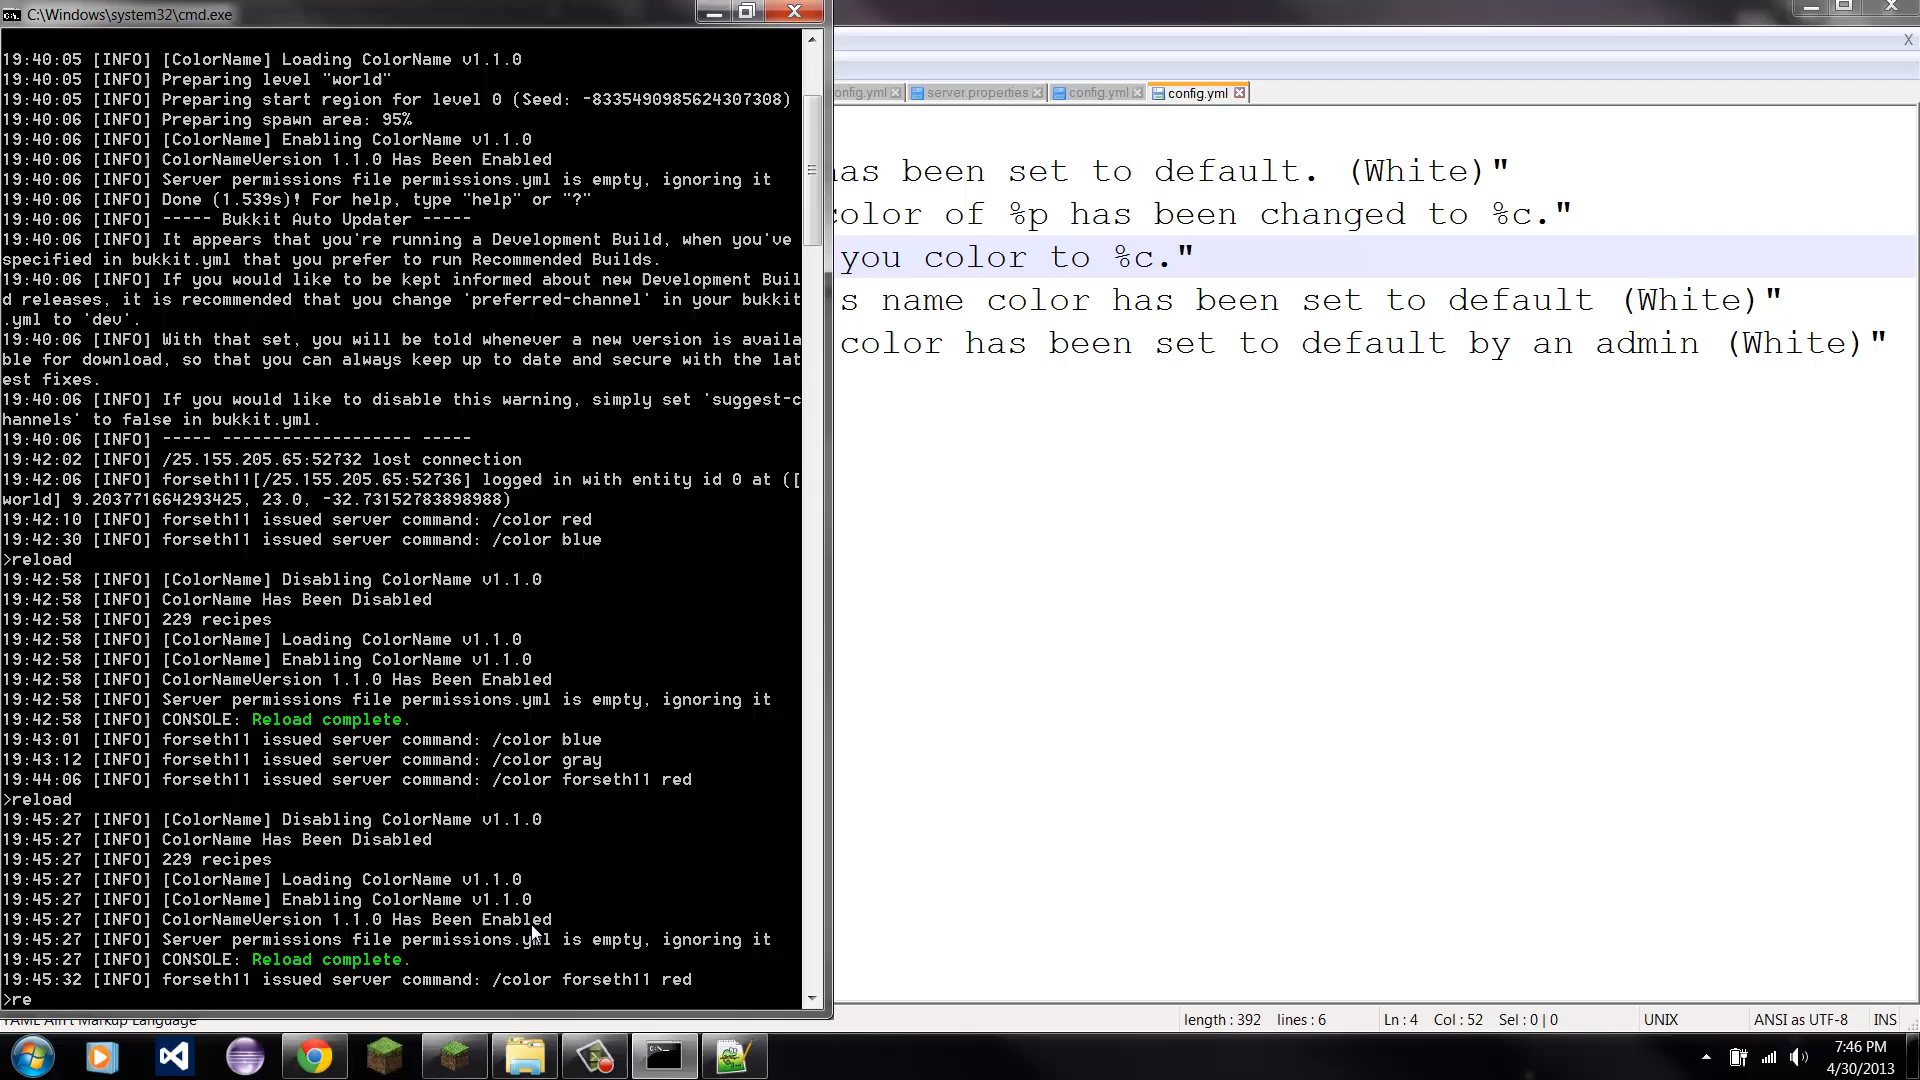 C:\Windows\system32\cmd.exe
19:40:05 [INFO] [ColorName] Loading ColorName v1.1.0
19:40:05 [INFO] Preparing level "world"
19:40:05 [INFO] Preparing start region for level 0 (Seed: -8335490985624307308)
19:40:06 [INFO] Preparing spawn area: 95%
19:40:06 [INFO] [ColorName] Enabling ColorName v1.1.0
19:40:06 [INFO] ColorNameVersion 1.1.0 Has Been Enabled
19:40:06 [INFO] Server permissions file permissions.yml is empty, ignoring it
19:40:06 [INFO] Done (1.539s)! For help, type "help" or "?"
19:40:06 [INFO] ----- Bukkit Auto Updater -----
19:40:06 [INFO] It appears that you're running a Development Build, when you've
specified in bukkit.yml that you prefer to run Recommended Builds.
19:40:06 [INFO] If you would like to be kept informed about new Development Buil
d releases, it is recommended that you change 'preferred-channel' in your bukkit
.yml to 'dev'.
19:40:06 [INFO] With that set, you will be told whenever a new version is availa
ble for download, so that you can always keep up to date and secure with the lat
est fixes.
19:40:06 [INFO] If you would like to disable this warning, simply set 'suggest-c
hannels' to false in bukkit.yml.
19:40:06 [INFO] ----- ------------------- -----
19:42:02 [INFO] /25.155.205.65:52732 lost connection
19:42:06 [INFO] forseth11[/25.155.205.65:52736] logged in with entity id 0 at ([
world] 9.203771664293425, 23.0, -32.73152783898988)
19:42:10 [INFO] forseth11 issued server command: /color red
19:42:30 [INFO] forseth11 issued server command: /color blue
>reload
19:42:58 [INFO] [ColorName] Disabling ColorName v1.1.0
19:42:58 [INFO] ColorName Has Been Disabled
19:42:58 [INFO] 229 recipes
19:42:58 [INFO] [ColorName] Loading ColorName v1.1.0
19:42:58 [INFO] [ColorName] Enabling ColorName v1.1.0
19:42:58 [INFO] ColorNameVersion 1.1.0 Has Been Enabled
19:42:58 [INFO] Server permissions file permissions.yml is empty, ignoring it
19:42:58 [INFO] CONSOLE: Reload complete.
19:43:01 [INFO] forseth11 issued server command: /color blue
19:43:12 [INFO] forseth11 issued server command: /color gray
19:44:06 [INFO] forseth11 issued server command: /color forseth11 red
>reload
19:45:27 [INFO] [ColorName] Disabling ColorName v1.1.0
19:45:27 [INFO] ColorName Has Been Disabled
19:45:27 [INFO] 229 recipes
19:45:27 [INFO] [ColorName] Loading ColorName v1.1.0
19:45:27 [INFO] [ColorName] Enabling ColorName v1.1.0
19:45:27 [INFO] ColorNameVersion 1.1.0 Has Been Enabled
19:45:27 [INFO] Server permissions file permissions.yml is empty, ignoring it
19:45:27 [INFO] CONSOLE: Reload complete.
19:45:32 [INFO] forseth11 issued server command: /color forseth11 red
>re
onfig.yml server.properties config.yml config.yml
has been set to default. (White)"
color of %p has been changed to %c."
you color to %c."
s name color has been set to default (White)"
color has been set to default by an admin (White)"
YAML Ain't Markup Language length : 392 lines : 6 Ln : 4 Col : 52 Sel : 0 | 0 UNIX ANSI as UTF-8 INS
7:46 PM
4/30/2013